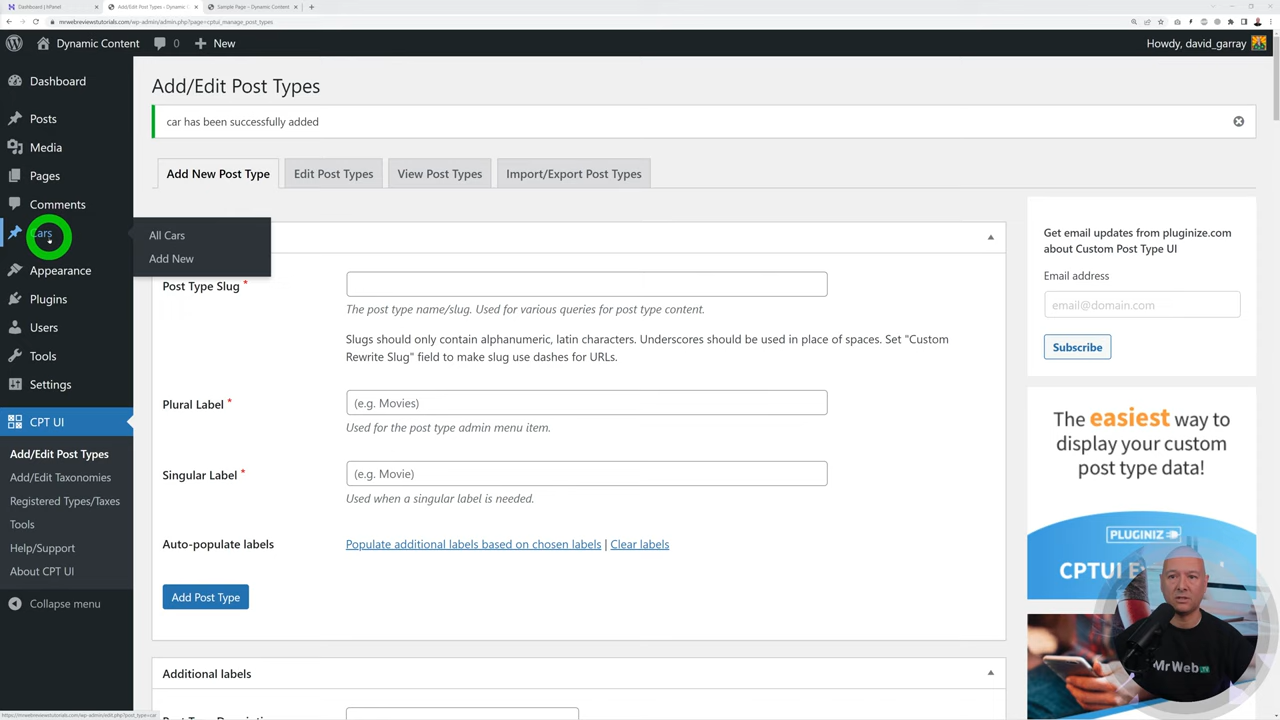 Dashboard | hPanel
Add/Edit Post Types ‹ Dynamic
Sample Page – Dynamic Content
mrwebreviewstutorials.com/wp-admin/admin.php?page=cptui_manage_post_types
Dynamic Content
0
New
Howdy, david_garray
Dashboard
Posts
Media
Pages
Comments
Cars
All Cars
Add New
Appearance
Plugins
Users
Tools
Settings
CPT UI
Add/Edit Post Types
Add/Edit Taxonomies
Registered Types/Taxes
Tools
Help/Support
About CPT UI
Collapse menu
Add/Edit Post Types
car has been successfully added
Add New Post Type
Edit Post Types
View Post Types
Import/Export Post Types
Post Type Slug *
The post type name/slug. Used for various queries for post type content.
Slugs should only contain alphanumeric, latin characters. Underscores should be used in place of spaces. Set "Custom
Rewrite Slug" field to make slug use dashes for URLs.
Plural Label *
(e.g. Movies)
Used for the post type admin menu item.
Singular Label *
(e.g. Movie)
Used when a singular label is needed.
Auto-populate labels
Populate additional labels based on chosen labels | Clear labels
Add Post Type
Additional labels
Get email updates from pluginize.com
about Custom Post Type UI
Email address
email@domain.com
Subscribe
The easiest way to
display your custom
post type data!
PLUGINIZ
CPTUI
Mr Web
https://mrwebreviewstutorials.com/wp-admin/edit.php?post_type=car